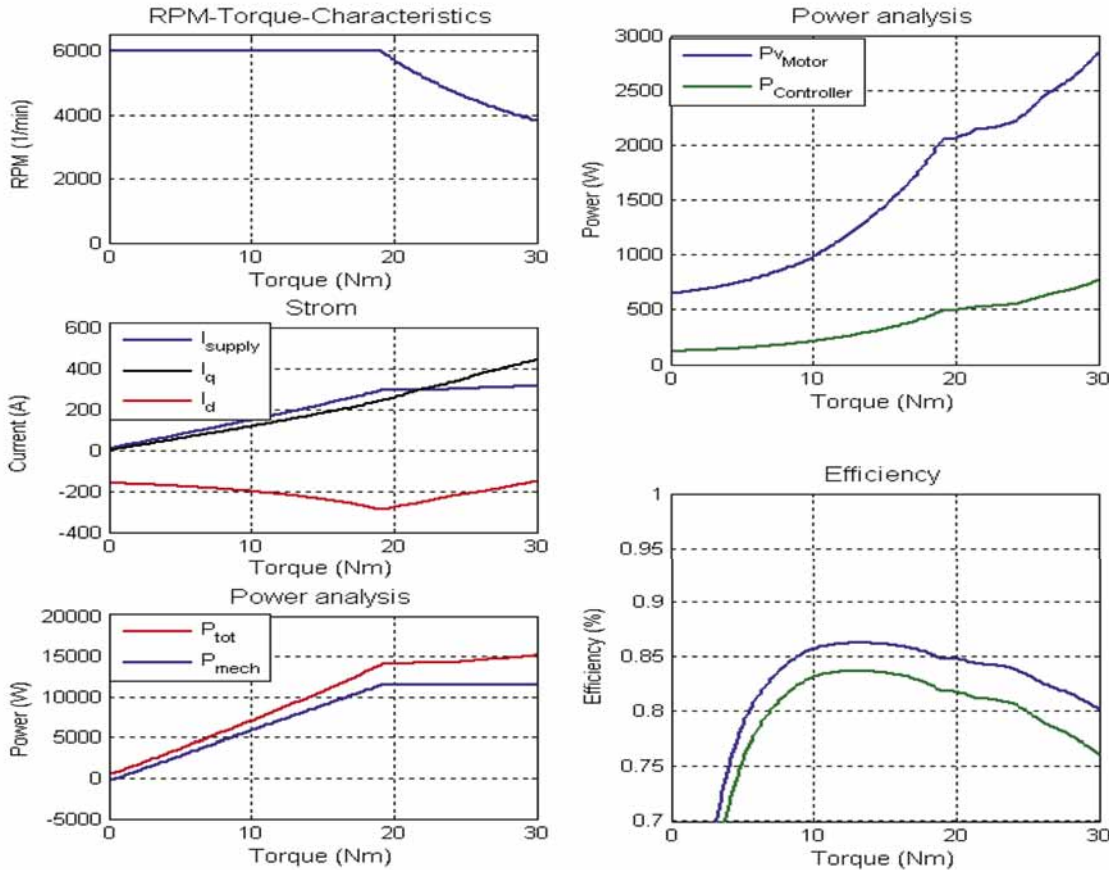 RPM-Torque-Characteristics
6000
4000
2000
0
RPM (1/min)
0 10 20 30
Torque (Nm)
Strom
600
400
200
0
-200
-400
Current (A)
I_supply
I_q
I_d
0 10 20 30
Torque (Nm)
Power analysis
20000
15000
10000
5000
0
-5000
Power (W)
P_tot
P_mech
0 10 20 30
Torque (Nm)
Power analysis
3000
2500
2000
1500
1000
500
0
Power (W)
Pv_Motor
P_Controller
0 10 20 30
Torque (Nm)
Efficiency
1
0.95
0.9
0.85
0.8
0.75
0.7
Efficiency (%)
0 10 20 30
Torque (Nm)